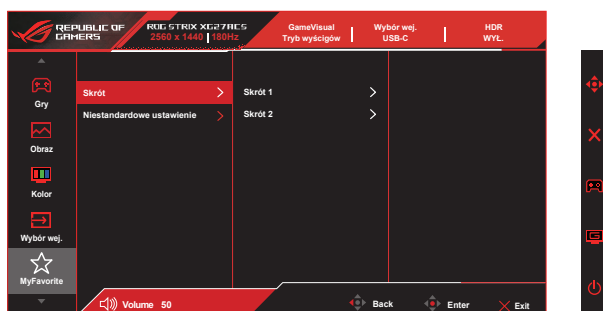 REPUBLIC OF
GAMERS
ROG STRIX XG27ACS
2560 x 1440 | 180Hz
GameVisual
Tryb wyścigów
Wybór wej.
USB-C
HDR
WYŁ.
Gry
Obraz
Kolor
Wybór wej.
MyFavorite
Skrót
Niestandardowe ustawienie
Skrót 1
Skrót 2
Volume 50
Back
Enter
Exit